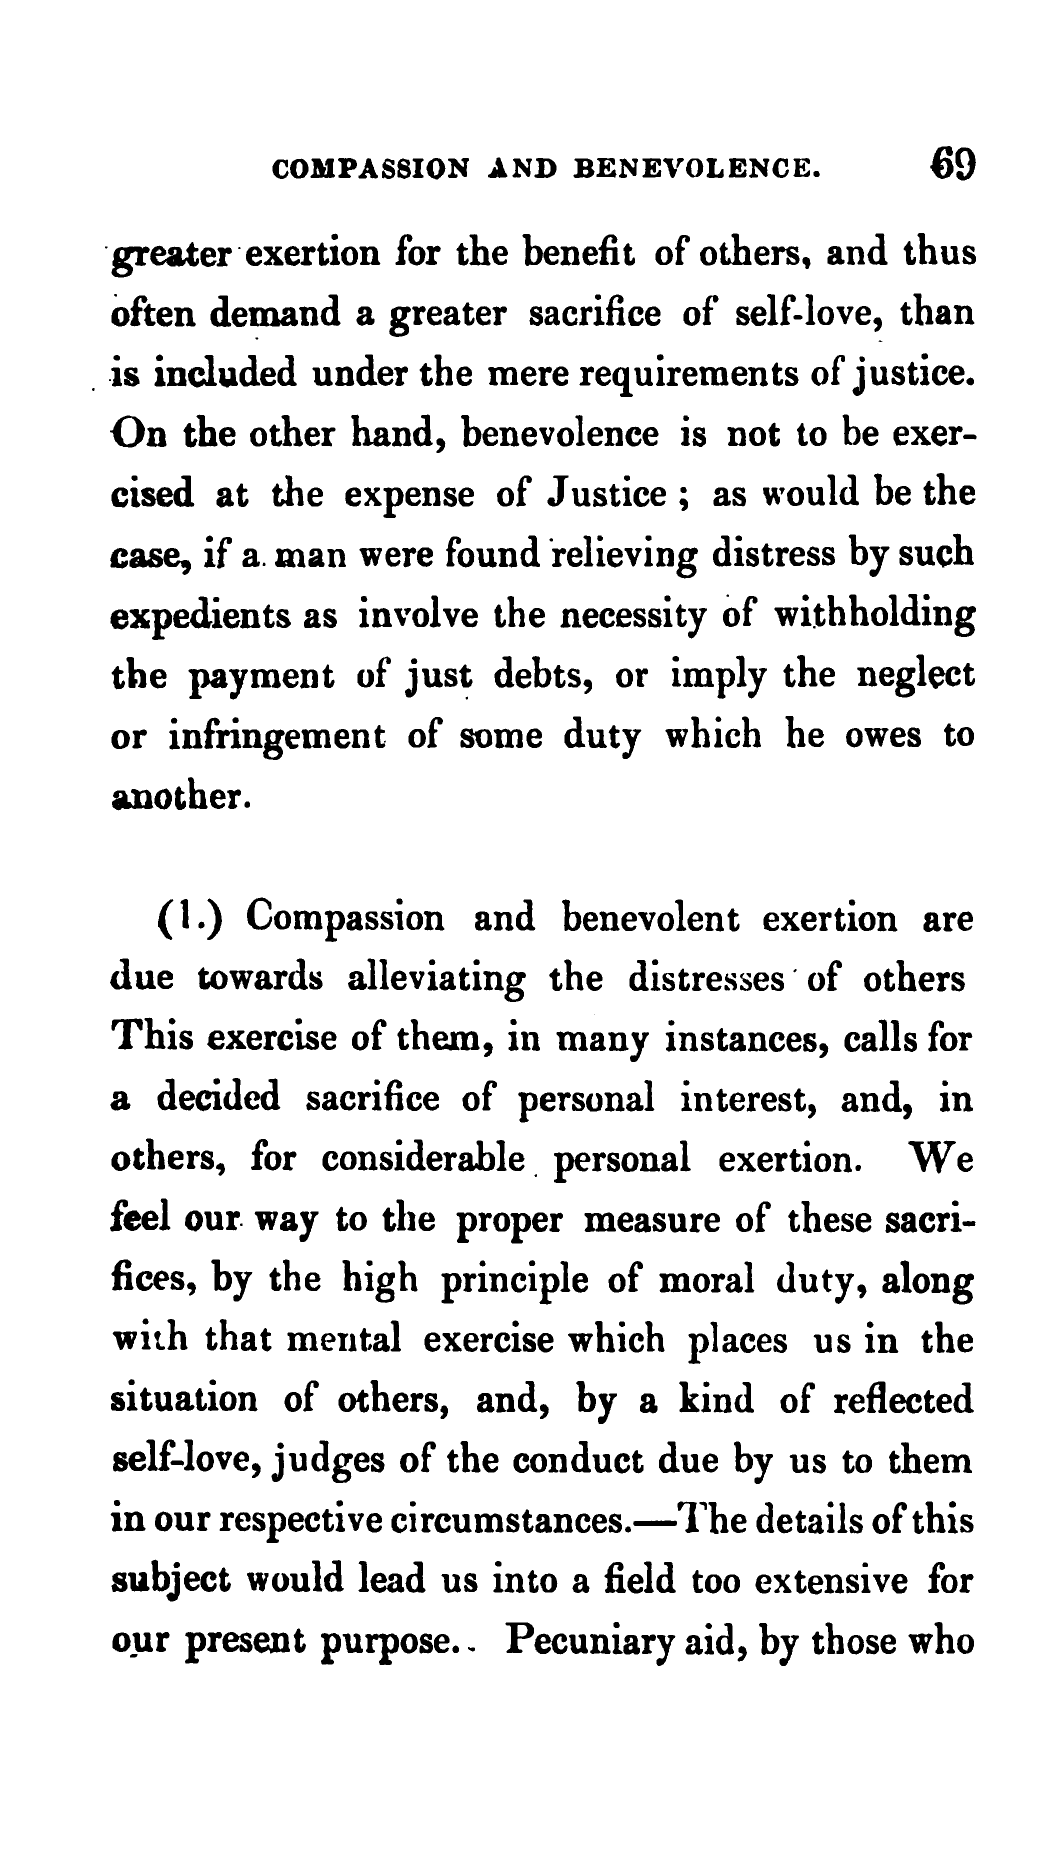 COMPASSION AND BENEVOLENCE. 69
greater exertion for the benefit of others, and thus
often demand a greater sacrifice of self-love, than
is included under the mere requirements of justice.
On the other hand, benevolence is not to be exer-
cised at the expense of Justice ; as would be the
case, if a man were found relieving distress by such
expedients as involve the necessity of withholding
the payment of just debts, or imply the neglect
or infringement of some duty which he owes to
another.
(1.) Compassion and benevolent exertion are
due towards alleviating the distresses of others
This exercise of them, in many instances, calls for
a decided sacrifice of personal interest, and, in
others, for considerable personal exertion. We
feel our way to the proper measure of these sacri-
fices, by the high principle of moral duty, along
with that mental exercise which places us in the
situation of others, and, by a kind of reflected
self-love, judges of the conduct due by us to them
in our respective circumstances.—The details of this
subject would lead us into a field too extensive for
our present purpose. Pecuniary aid, by those who